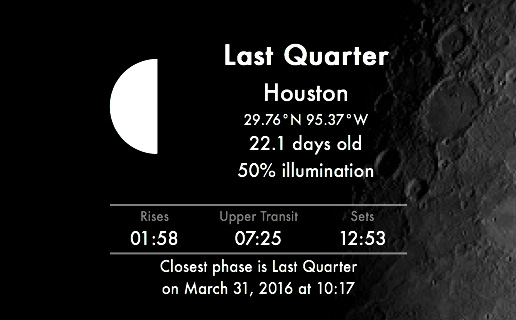 Last Quarter
Houston
29.76°N 95.37°W
22.1 days old
50% illumination
Rises Upper Transit Sets
01:58 07:25 12:53
Closest phase is Last Quarter
on March 31, 2016 at 10:17